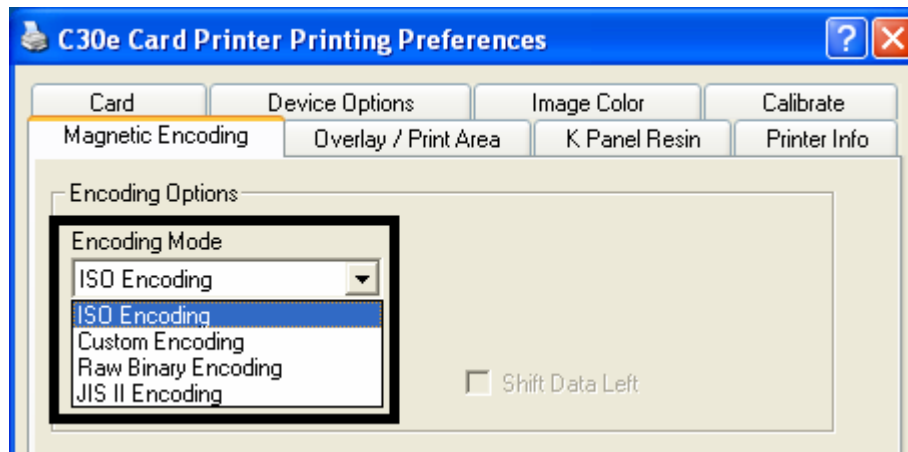 C30e Card Printer Printing Preferences
Card Device Options Image Color Calibrate
Magnetic Encoding Overlay / Print Area K Panel Resin Printer Info
Encoding Options
Encoding Mode
ISO Encoding
ISO Encoding
Custom Encoding
Raw Binary Encoding
JIS II Encoding
Shift Data Left